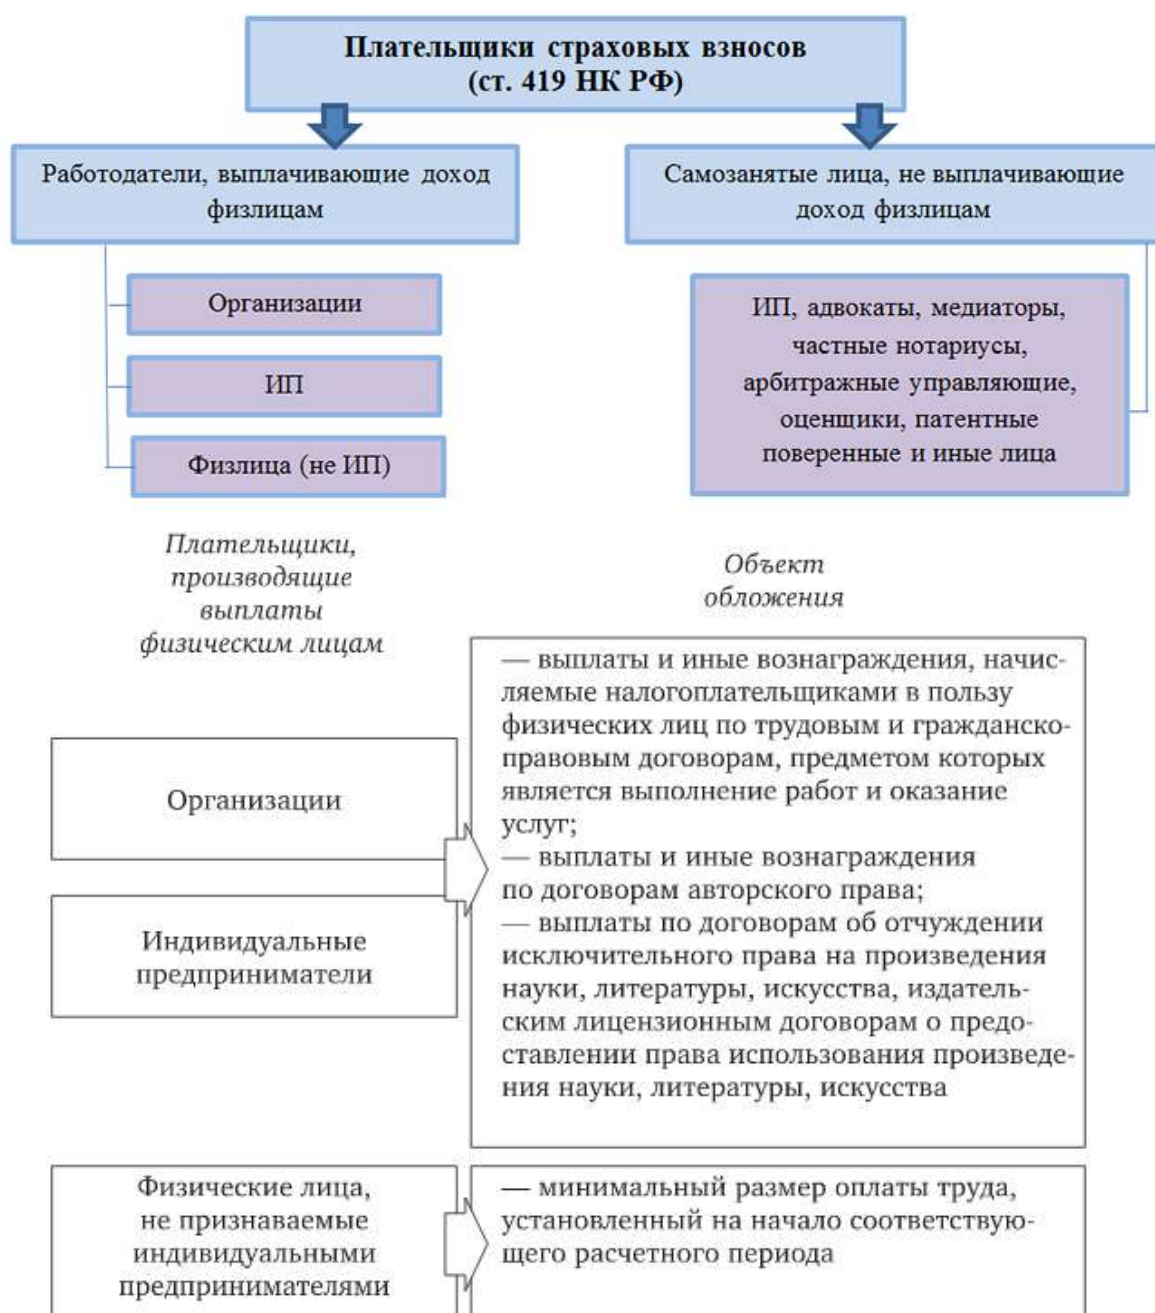 Плательщики страховых взносов
(ст. 419 НК РФ)
Работодатели, выплачивающие доход
физлицам
Самозанятые лица, не выплачивающие
доход физлицам
Организации
ИП
Физлица (не ИП)
ИП, адвокаты, медиаторы,
частные нотариусы,
арбитражные управляющие,
оценщики, патентные
поверенные и иные лица
Плательщики,
производящие
выплаты
физическим лицам
Объект
обложения
Организации
Индивидуальные
предприниматели
— выплаты и иные вознаграждения, начис-
ляемые налогоплательщиками в пользу
физических лиц по трудовым и гражданско-
правовым договорам, предметом которых
является выполнение работ и оказание
услуг;
— выплаты и иные вознаграждения
по договорам авторского права;
— выплаты по договорам об отчуждении
исключительного права на произведения
науки, литературы, искусства, издатель-
ским лицензионным договорам о предо-
ставлении права использования произведе-
ния науки, литературы, искусства
Физические лица,
не признаваемые
индивидуальными
предпринимателями
— минимальный размер оплаты труда,
установленный на начало соответствую-
щего расчетного периода